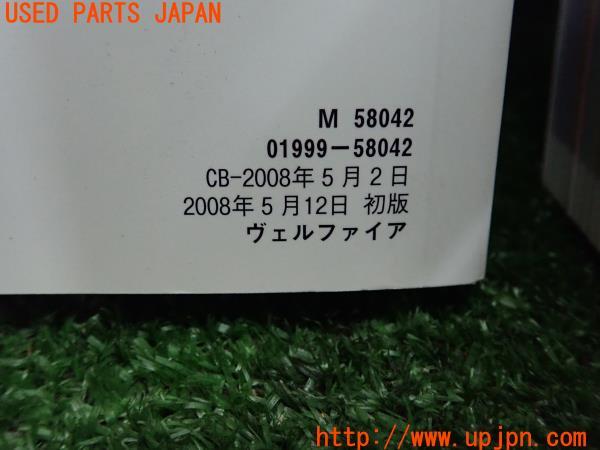 USED PARTS JAPAN
M 58042
01999-58042
CB-2008年5月2日
2008年5月12日 初版
ヴェルファイア
http://www.upjpn.com